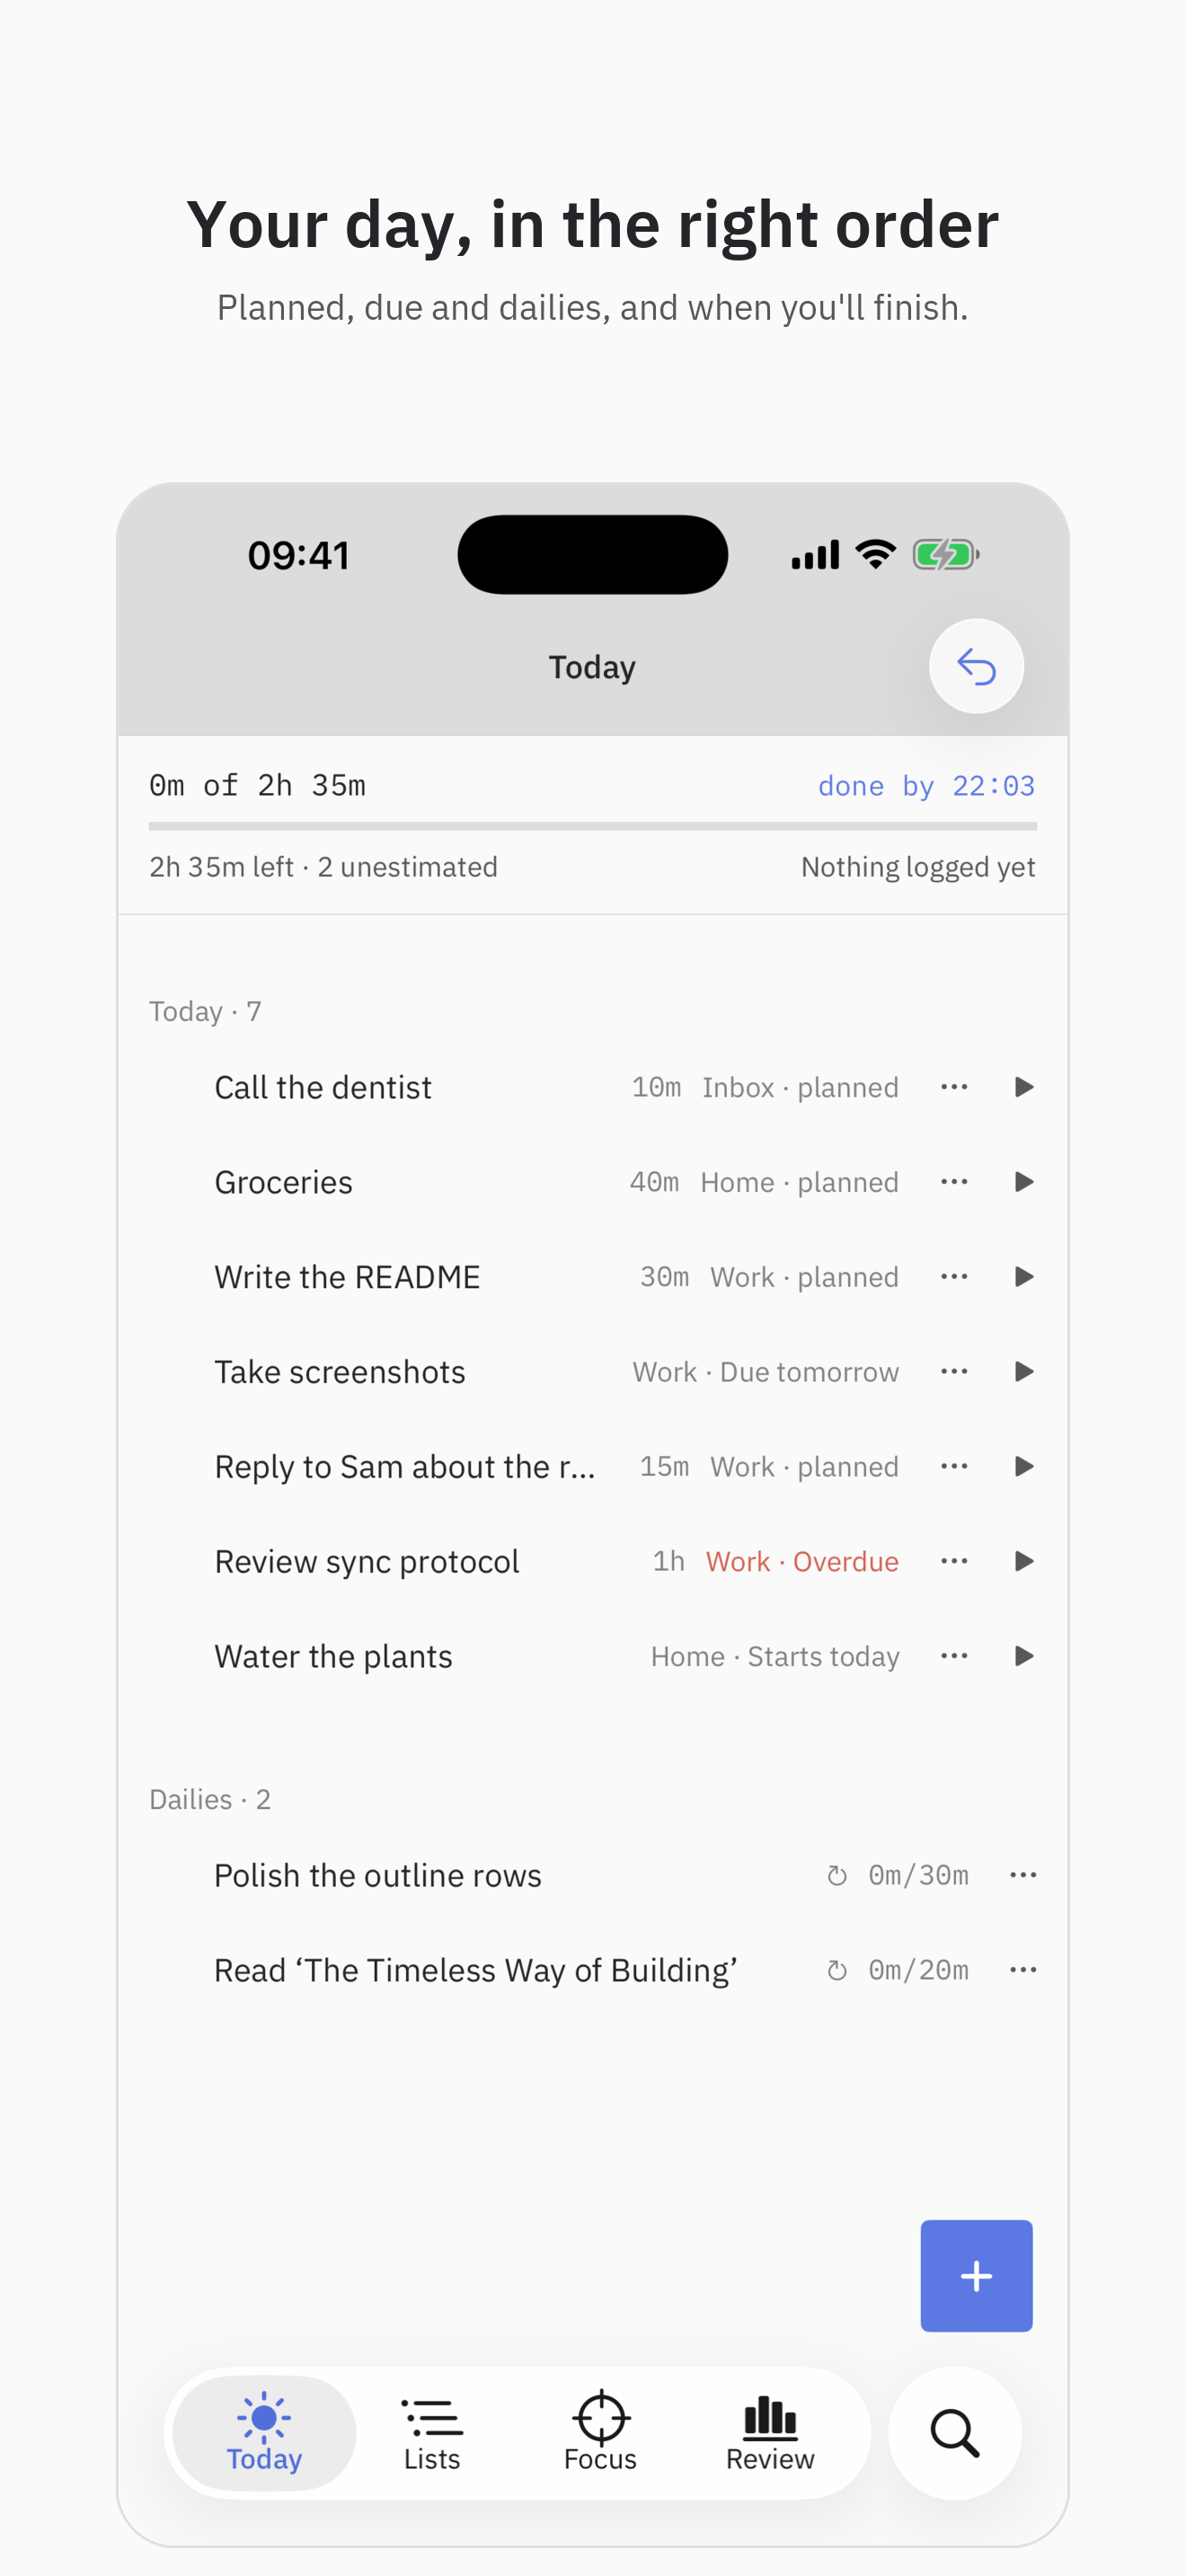 Your day, in the right order
Planned, due and dailies, and when you'll finish.
09:41
Today
0m of 2h 35m done by 22:03
2h 35m left · 2 unestimated Nothing logged yet
Today · 7
Call the dentist 10m Inbox · planned
Groceries 40m Home · planned
Write the README 30m Work · planned
Take screenshots Work · Due tomorrow
Reply to Sam about the r... 15m Work · planned
Review sync protocol 1h Work · Overdue
Water the plants Home · Starts today
Dailies · 2
Polish the outline rows ↻ 0m/30m
Read ‘The Timeless Way of Building’ ↻ 0m/20m
Today Lists Focus Review